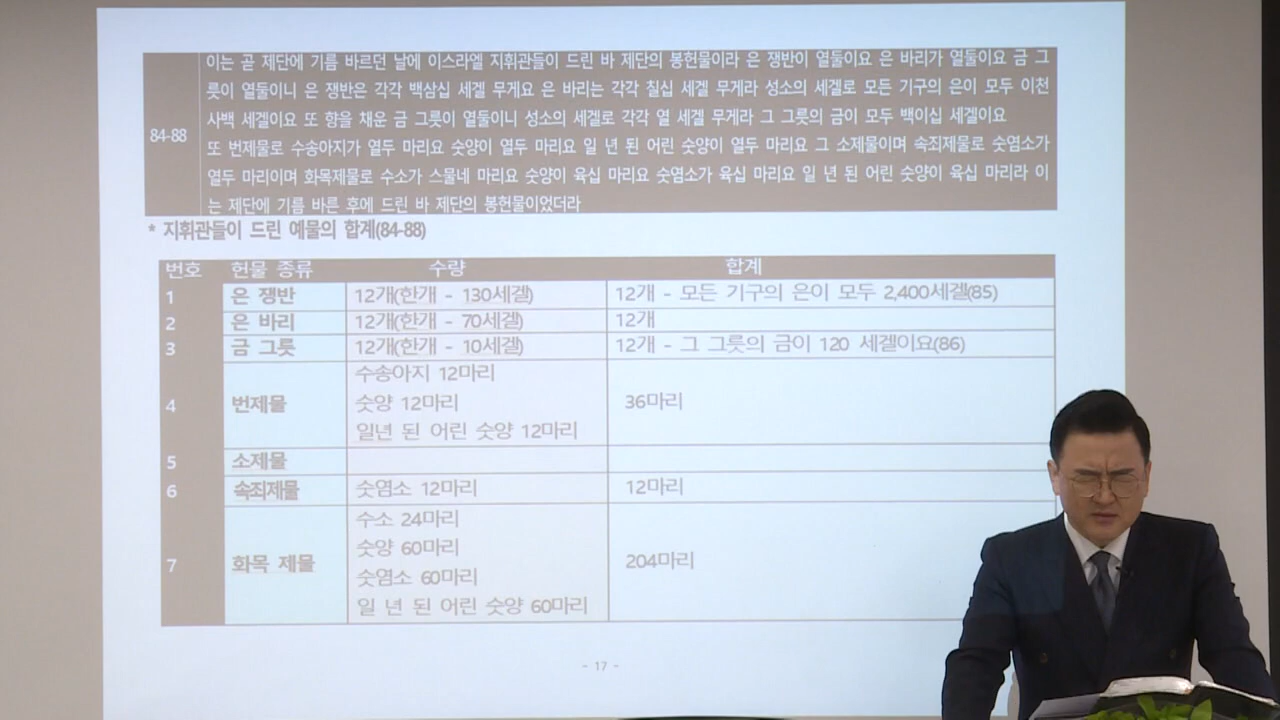 이는 곧 제단에 기름 바르던 날에 이스라엘 지휘관들이 드린 바 제단의 봉헌물이라 은 쟁반이 열둘이요 은 바리가 열둘이요 금 그
릇이 열둘이니 은 쟁반은 각각 백삼십 세겔 무게요 은 바리는 각각 칠십 세겔 무게라 성소의 세겔로 모든 기구의 은이 모두 이천
사백 세겔이요 또 향을 채운 금 그릇이 열둘이니 성소의 세겔로 각각 열 세겔 무게라 그 그릇의 금이 모두 백이십 세겔이요
84-88
또 번제물로 수송아지가 열두 마리요 숫양이 열두 마리요 일 년 된 어린 숫양이 열두 마리요 그 소제물이며 속죄제물로 숫염소가
열두 마리이며 화목제물로 수소가 스물네 마리요 숫양이 육십 마리요 숫염소가 육십 마리요 일 년 된 어린 숫양이 육십 마리라 이
는 제단에 기름 바른 후에 드린 바 제단의 봉헌물이었더라
* 지휘관들이 드린 예물의 합계(84-88)
번호 헌물 종류 수량 합계
1 은 쟁반 12개(한개 - 130세겔) 12개 - 모든 기구의 은이 모두 2,400세겔(85)
2 은 바리 12개(한개 - 70세겔) 12개
3 금 그릇 12개(한개 - 10세겔) 12개 - 그 그릇의 금이 120 세겔이요(86)
수송아지 12마리
4 번제물 숫양 12마리 36마리
일년 된 어린 숫양 12마리
5 소제물
6 속죄제물 숫염소 12마리 12마리
수소 24마리
숫양 60마리
7 화목 제물 204마리
숫염소 60마리
일 년 된 어린 숫양 60마리
- 17 -